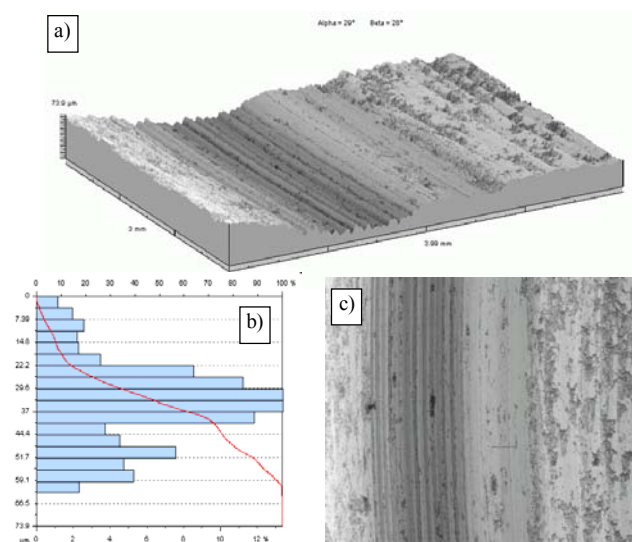 a)
Alpha = 29° Beta = 26°
73.9 µm
3 mm
3.99 mm
0 10 20 30 40 50 60 70 80 90 100 %
0
7.39
14.8
22.2
29.6
37
44.4
51.7
59.1
66.5
73.9
µm
0 2 4 6 8 10 12 %
b)
c)